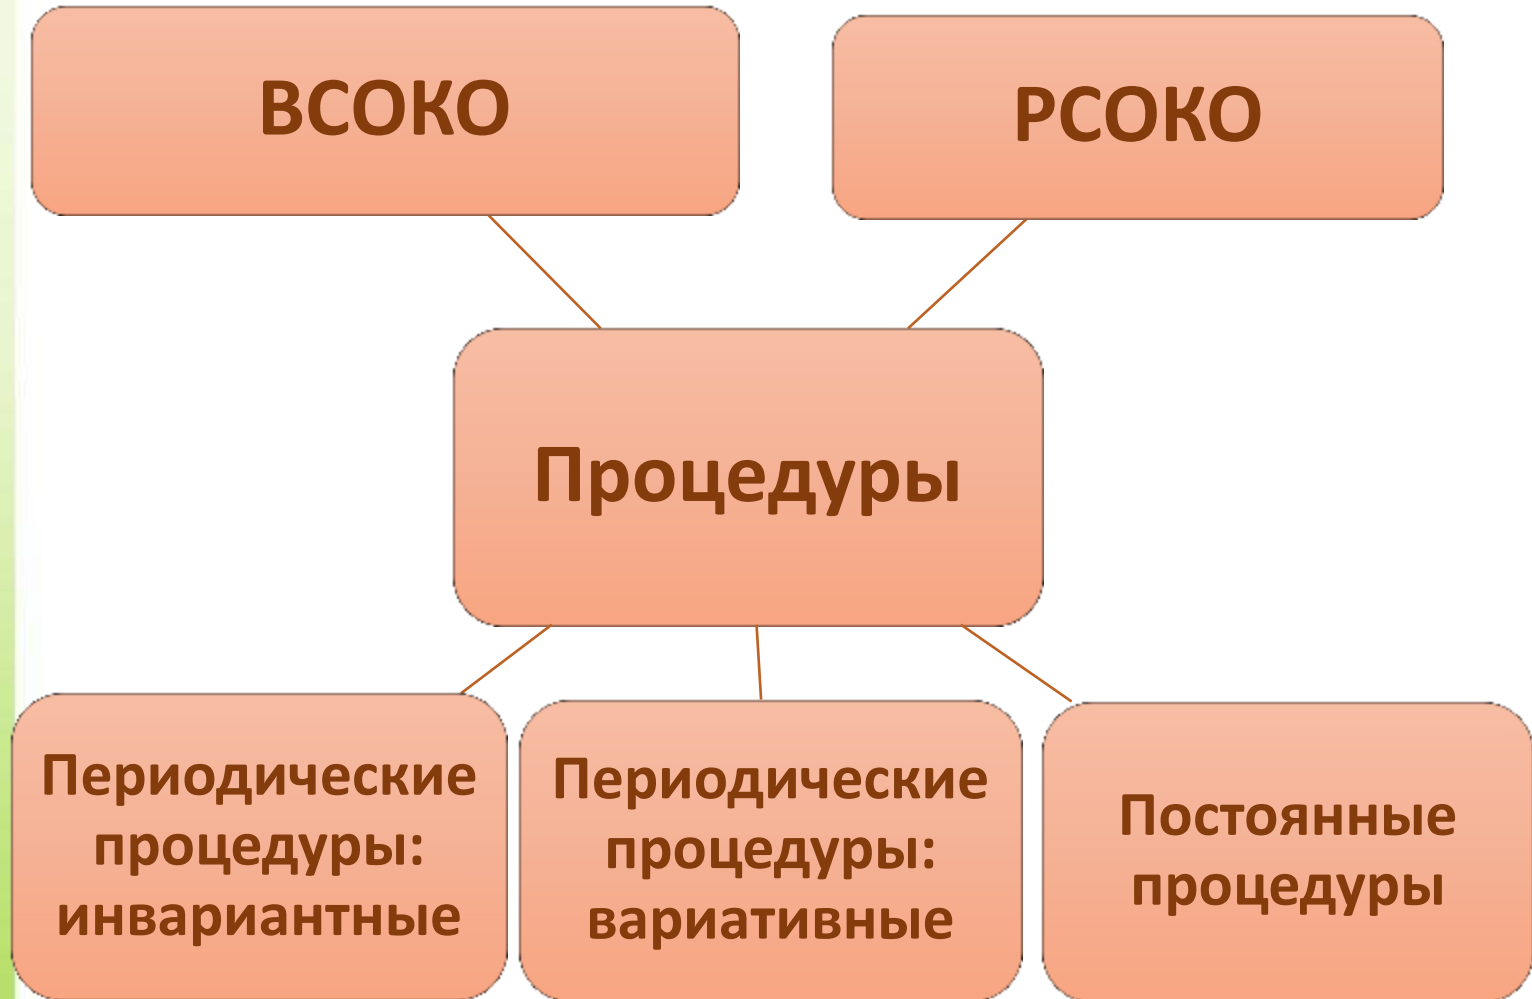 ВСОКО
РСОКО
Процедуры
Периодические
процедуры:
инвариантные
Периодические
процедуры:
вариативные
Постоянные
процедуры